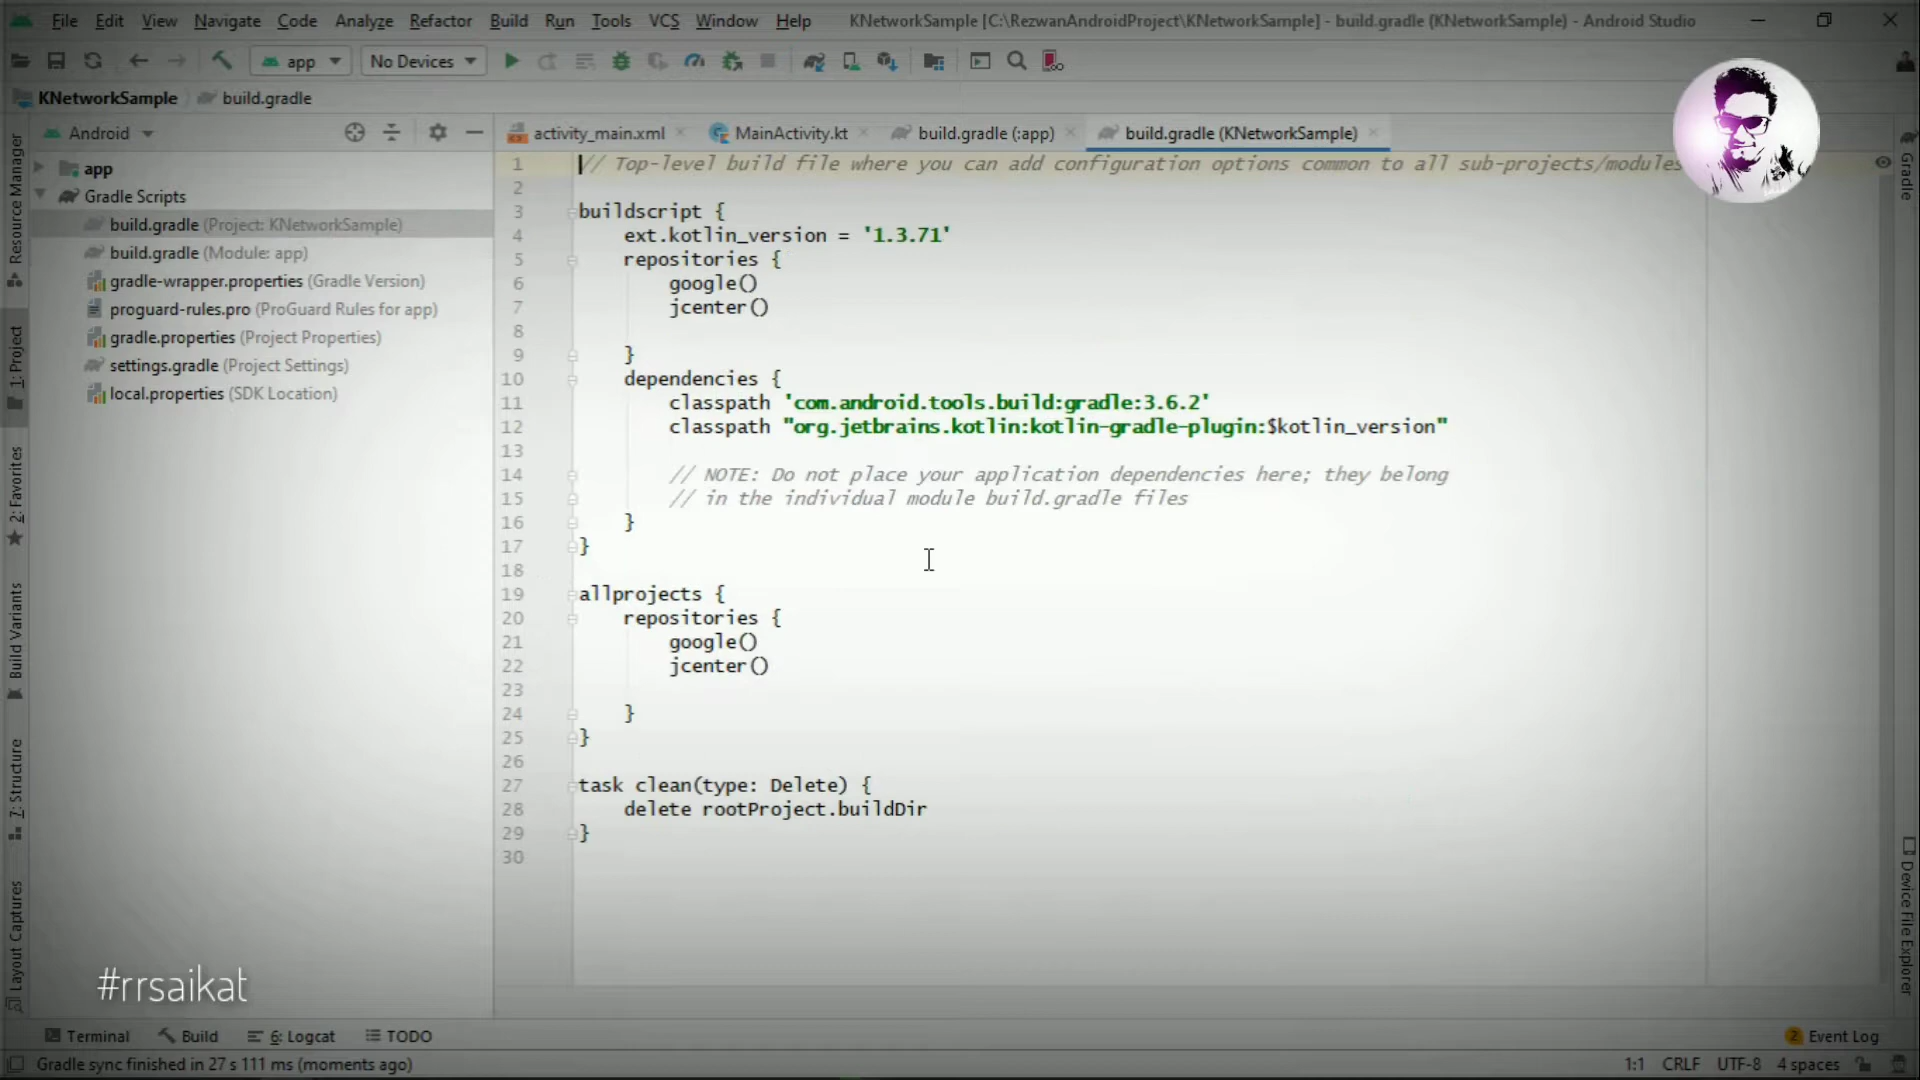 File Edit View Navigate Code Analyze Refactor Build Run Tools VCS Window Help KNetworkSample [C:\RezwanAndroidProject\KNetworkSample] - build.gradle (KNetworkSample) - Android Studio
app No Devices
KNetworkSample build.gradle
Android
activity_main.xml MainActivity.kt build.gradle (:app) build.gradle (KNetworkSample)
app
Gradle Scripts
build.gradle (Project: KNetworkSample)
build.gradle (Module: app)
gradle-wrapper.properties (Gradle Version)
proguard-rules.pro (ProGuard Rules for app)
gradle.properties (Project Properties)
settings.gradle (Project Settings)
local.properties (SDK Location)
Resource Manager
1: Project
2: Favorites
Build Variants
7: Structure
Layout Captures
1 // Top-level build file where you can add configuration options common to all sub-projects/modules
2
3 buildscript {
4 ext.kotlin_version = '1.3.71'
5 repositories {
6 google()
7 jcenter()
8
9 }
10 dependencies {
11 classpath 'com.android.tools.build:gradle:3.6.2'
12 classpath "org.jetbrains.kotlin:kotlin-gradle-plugin:$kotlin_version"
13
14 // NOTE: Do not place your application dependencies here; they belong
15 // in the individual module build.gradle files
16 }
17 }
18
19 allprojects {
20 repositories {
21 google()
22 jcenter()
23
24 }
25 }
26
27 task clean(type: Delete) {
28 delete rootProject.buildDir
29 }
30
Gradle
Device File Explorer
#rrsaikat
Terminal Build 6: Logcat TODO 2 Event Log
Gradle sync finished in 27 s 111 ms (moments ago) 1:1 CRLF UTF-8 4 spaces